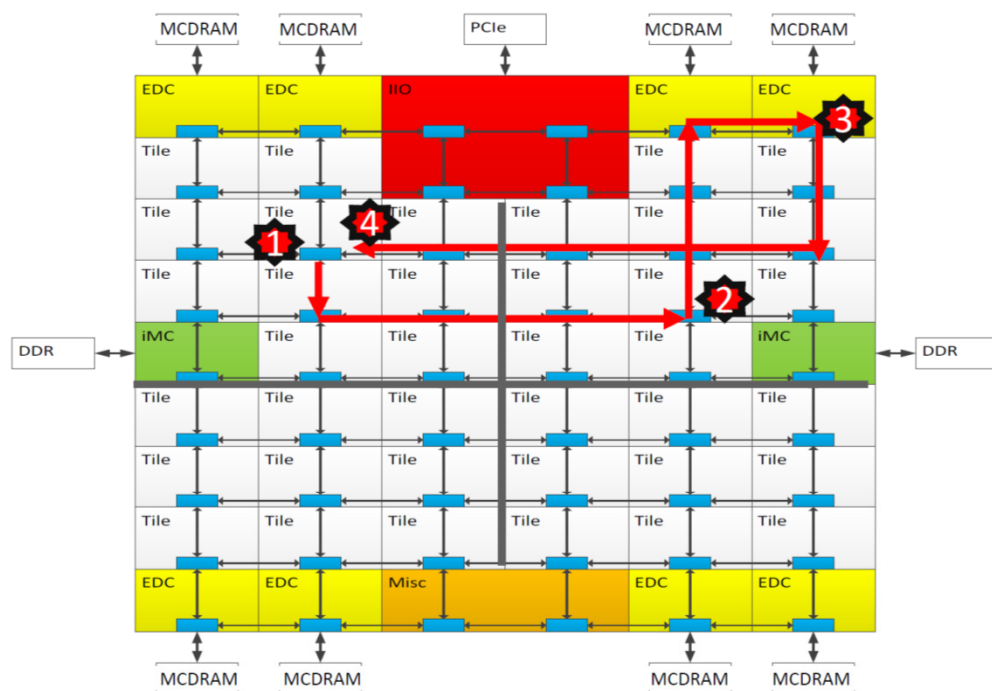 MCDRAM MCDRAM PCIe MCDRAM MCDRAM
EDC EDC IIO EDC EDC
3
Tile Tile Tile Tile
Tile Tile Tile Tile Tile Tile
1 4
Tile Tile Tile Tile Tile Tile
2
DDR iMC Tile Tile Tile Tile iMC DDR
Tile Tile Tile Tile Tile Tile
Tile Tile Tile Tile Tile Tile
Tile Tile Tile Tile Tile Tile
EDC EDC Misc EDC EDC
MCDRAM MCDRAM MCDRAM MCDRAM